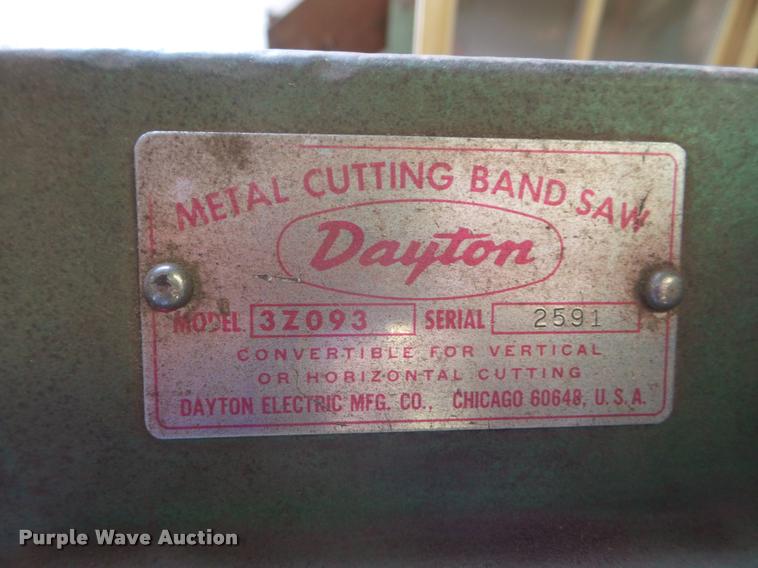 METAL CUTTING BAND SAW
Dayton
MODEL 3Z093 SERIAL 2591
CONVERTIBLE FOR VERTICAL
OR HORIZONTAL CUTTING
DAYTON ELECTRIC MFG. CO., CHICAGO 60648, U.S.A.
Purple Wave Auction